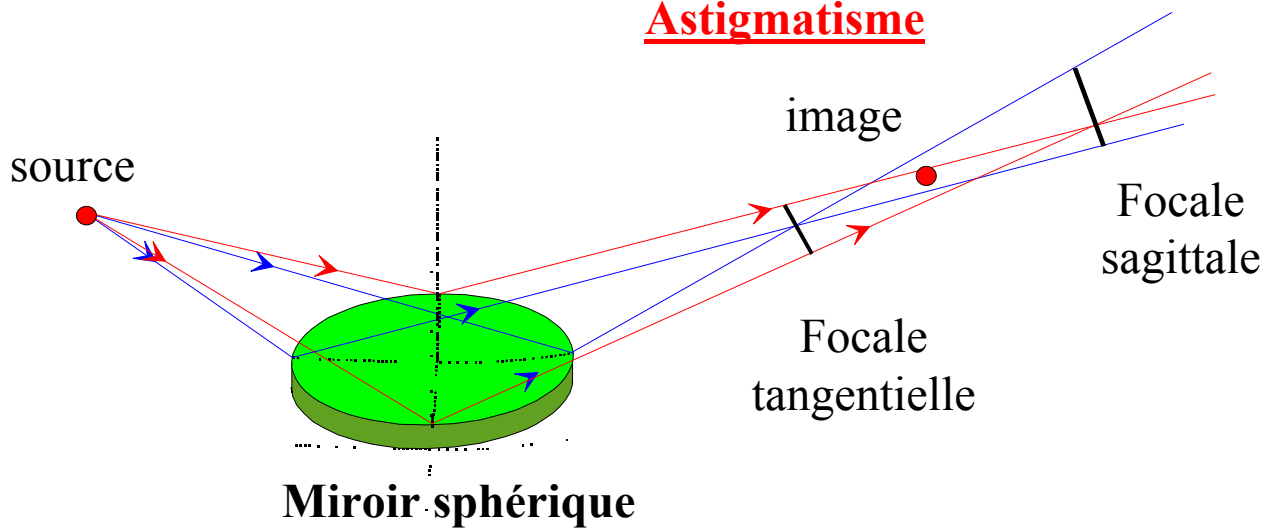 Astigmatisme
image
source
Focale
sagittale
Focale
tangentielle
Miroir sphérique